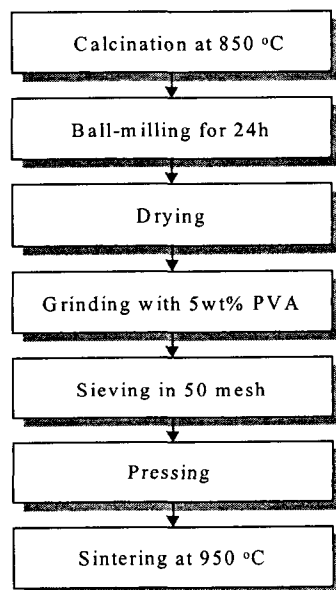 Calcination at 850 °C
Ball-milling for 24h
Drying
Grinding with 5wt% PVA
Sieving in 50 mesh
Pressing
Sintering at 950 °C